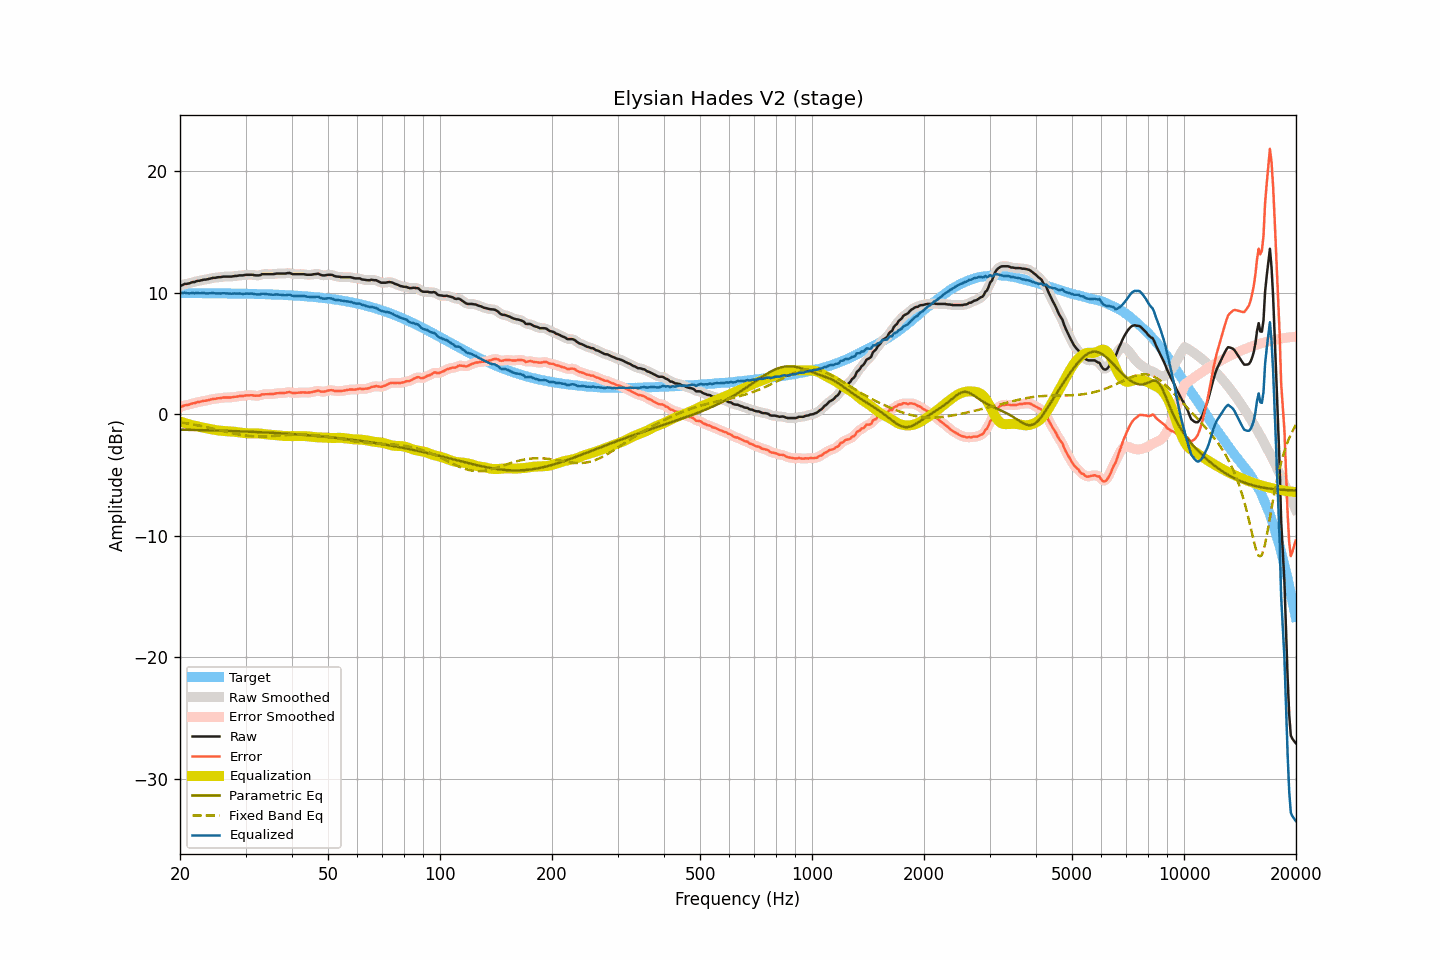 Elysian Hades V2 (stage)
20
10
0
−10
−20
−30
Amplitude (dBr)
Target
Raw Smoothed
Error Smoothed
Raw
Error
Equalization
Parametric Eq
Fixed Band Eq
Equalized
20 50 100 200 500 1000 2000 5000 10000 20000
Frequency (Hz)